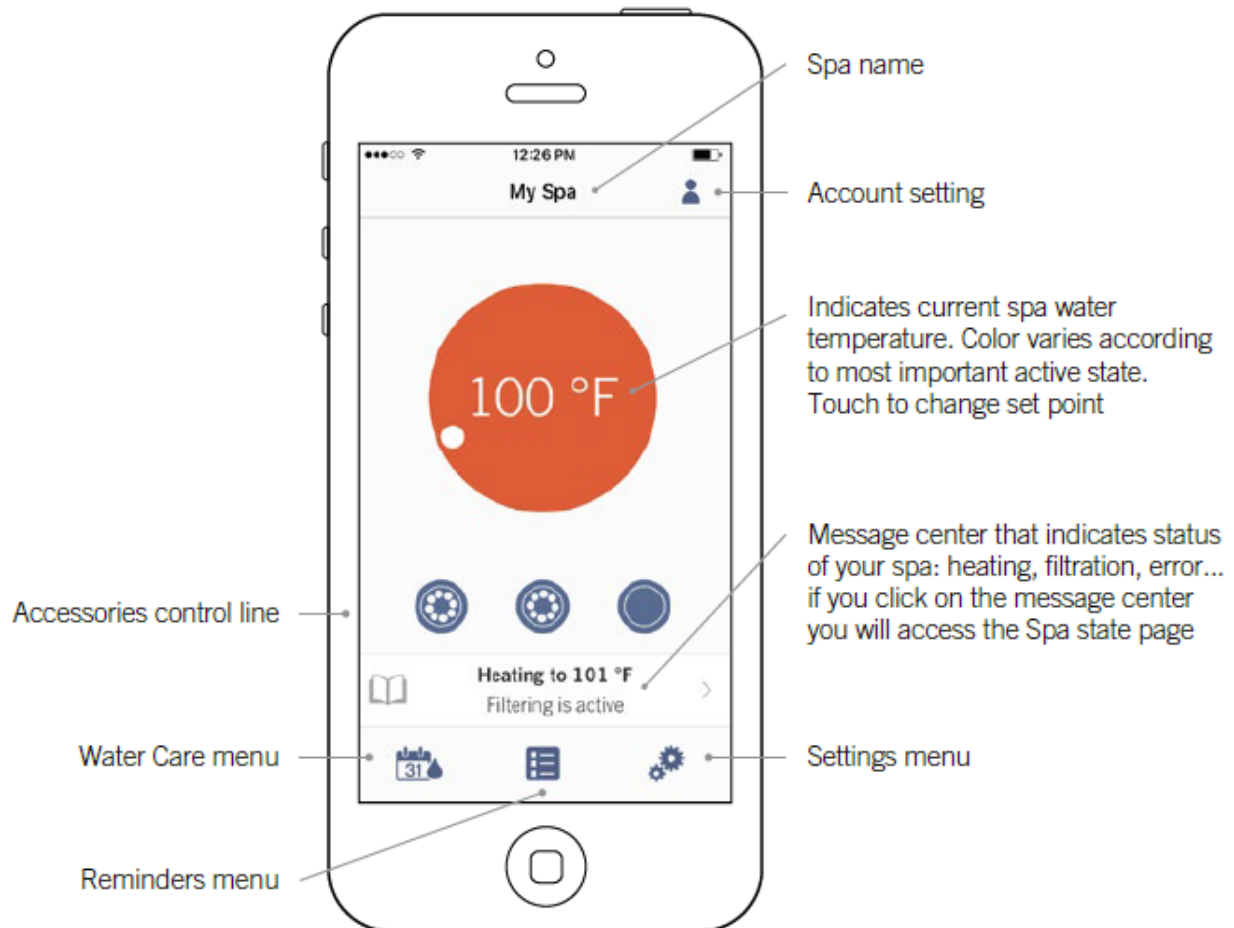 Spa name
12:26 PM
My Spa
Account setting
Indicates current spa water
temperature. Color varies according
to most important active state.
Touch to change set point
100 °F
Message center that indicates status
of your spa: heating, filtration, error...
if you click on the message center
you will access the Spa state page
Accessories control line
Heating to 101 °F
Filtering is active
Water Care menu
31
Settings menu
Reminders menu